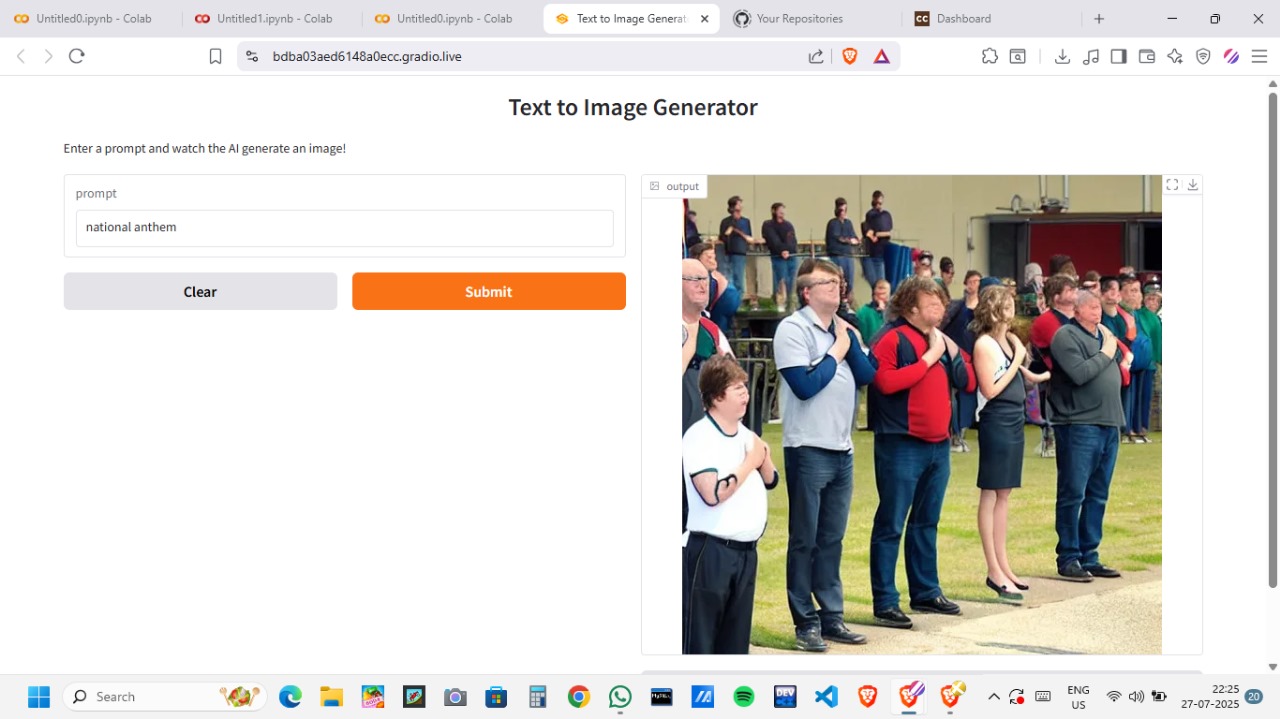 Untitled0.ipynb - Colab
Untitled1.ipynb - Colab
Untitled0.ipynb - Colab
Text to Image Generat
Your Repositories
CC
Dashboard
bdba03aed6148a0ecc.gradio.live
Text to Image Generator
Enter a prompt and watch the AI generate an image!
prompt
national anthem
Clear
Submit
output
Search
DEV
ENG
US
22:25
27-07-2025
20